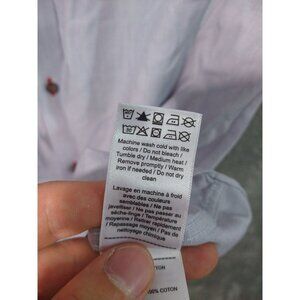 Machine wash cold with like
colors / Do not bleach /
Tumble dry / Medium heat /
Remove promptly / Warm
iron if needed / Do not dry
clean
Lavage en machine à froid
avec des couleurs
semblables / Ne pas
javelliser / Ne pas tordre /
sèche-linge / Température
moyenne / Retirer rapidement
/ Repassage moyen / Pas de
nettoyage chimique
TON
100% COTON